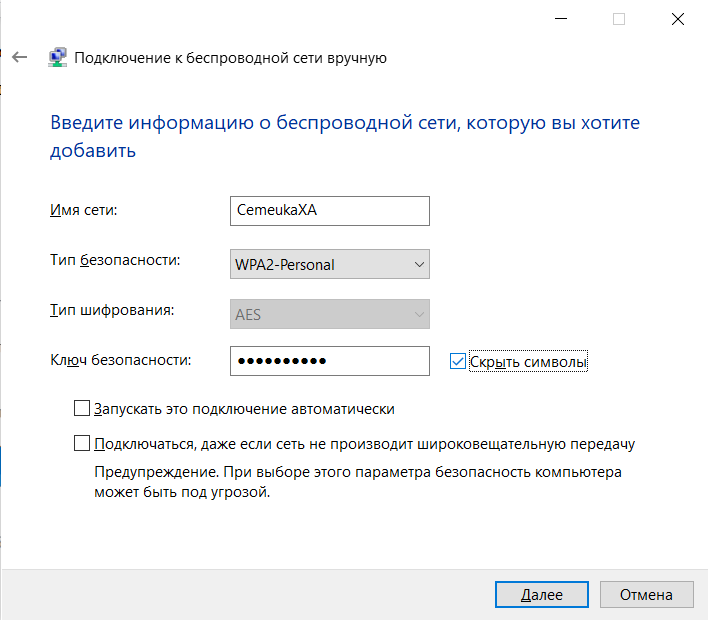 Подключение к беспроводной сети вручную
Введите информацию о беспроводной сети, которую вы хотите
добавить
Имя сети:
CemeukaXA
Тип безопасности:
WPA2-Personal
Тип шифрования:
AES
Ключ безопасности:
●●●●●●●●●●
Скрыть символы
Запускать это подключение автоматически
Подключаться, даже если сеть не производит широковещательную передачу
Предупреждение. При выборе этого параметра безопасность компьютера
может быть под угрозой.
Далее
Отмена